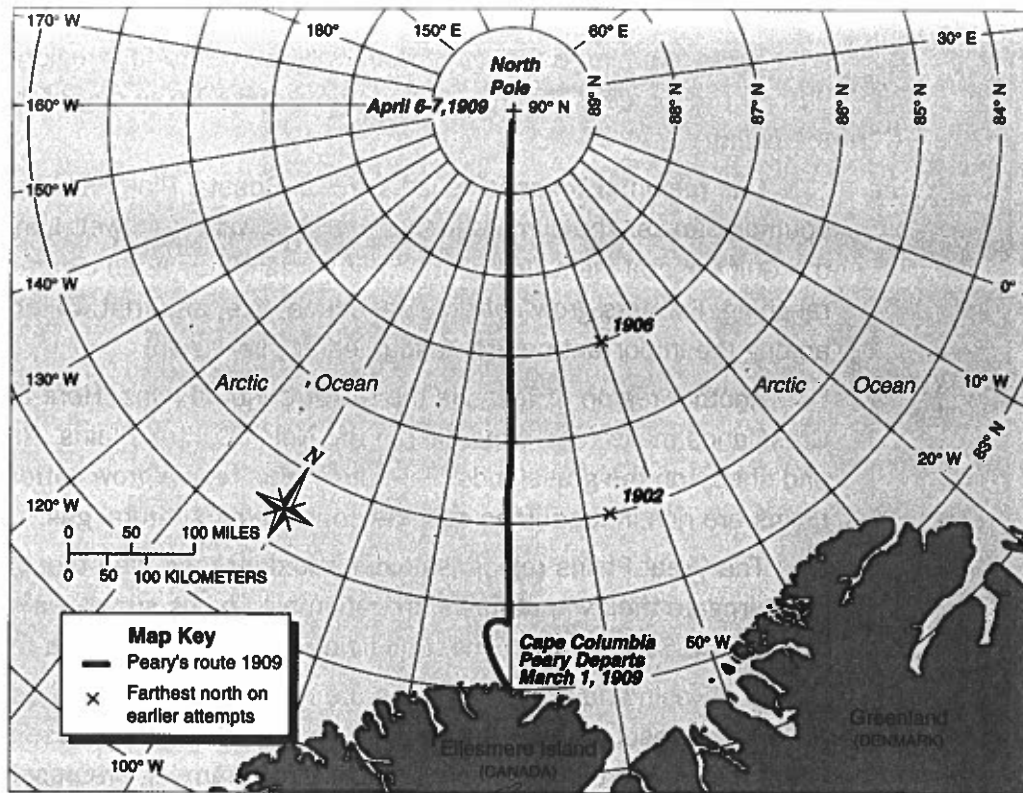 170° W
180°
150° E
60° E
30° E
North
Pole
April 6-7, 1909
90° N
89° N
88° N
87° N
86° N
85° N
84° N
160° W
150° W
140° W
0°
1906
130° W
Arctic Ocean
Arctic Ocean
10° W
83° N
20° W
N
1902
120° W
0 50 100 MILES
0 50 100 KILOMETERS
Map Key
Peary's route 1909
Farthest north on
earlier attempts
Cape Columbia
Peary Departs
March 1, 1909
50° W
Greenland
(DENMARK)
Ellesmere Island
(CANADA)
100° W